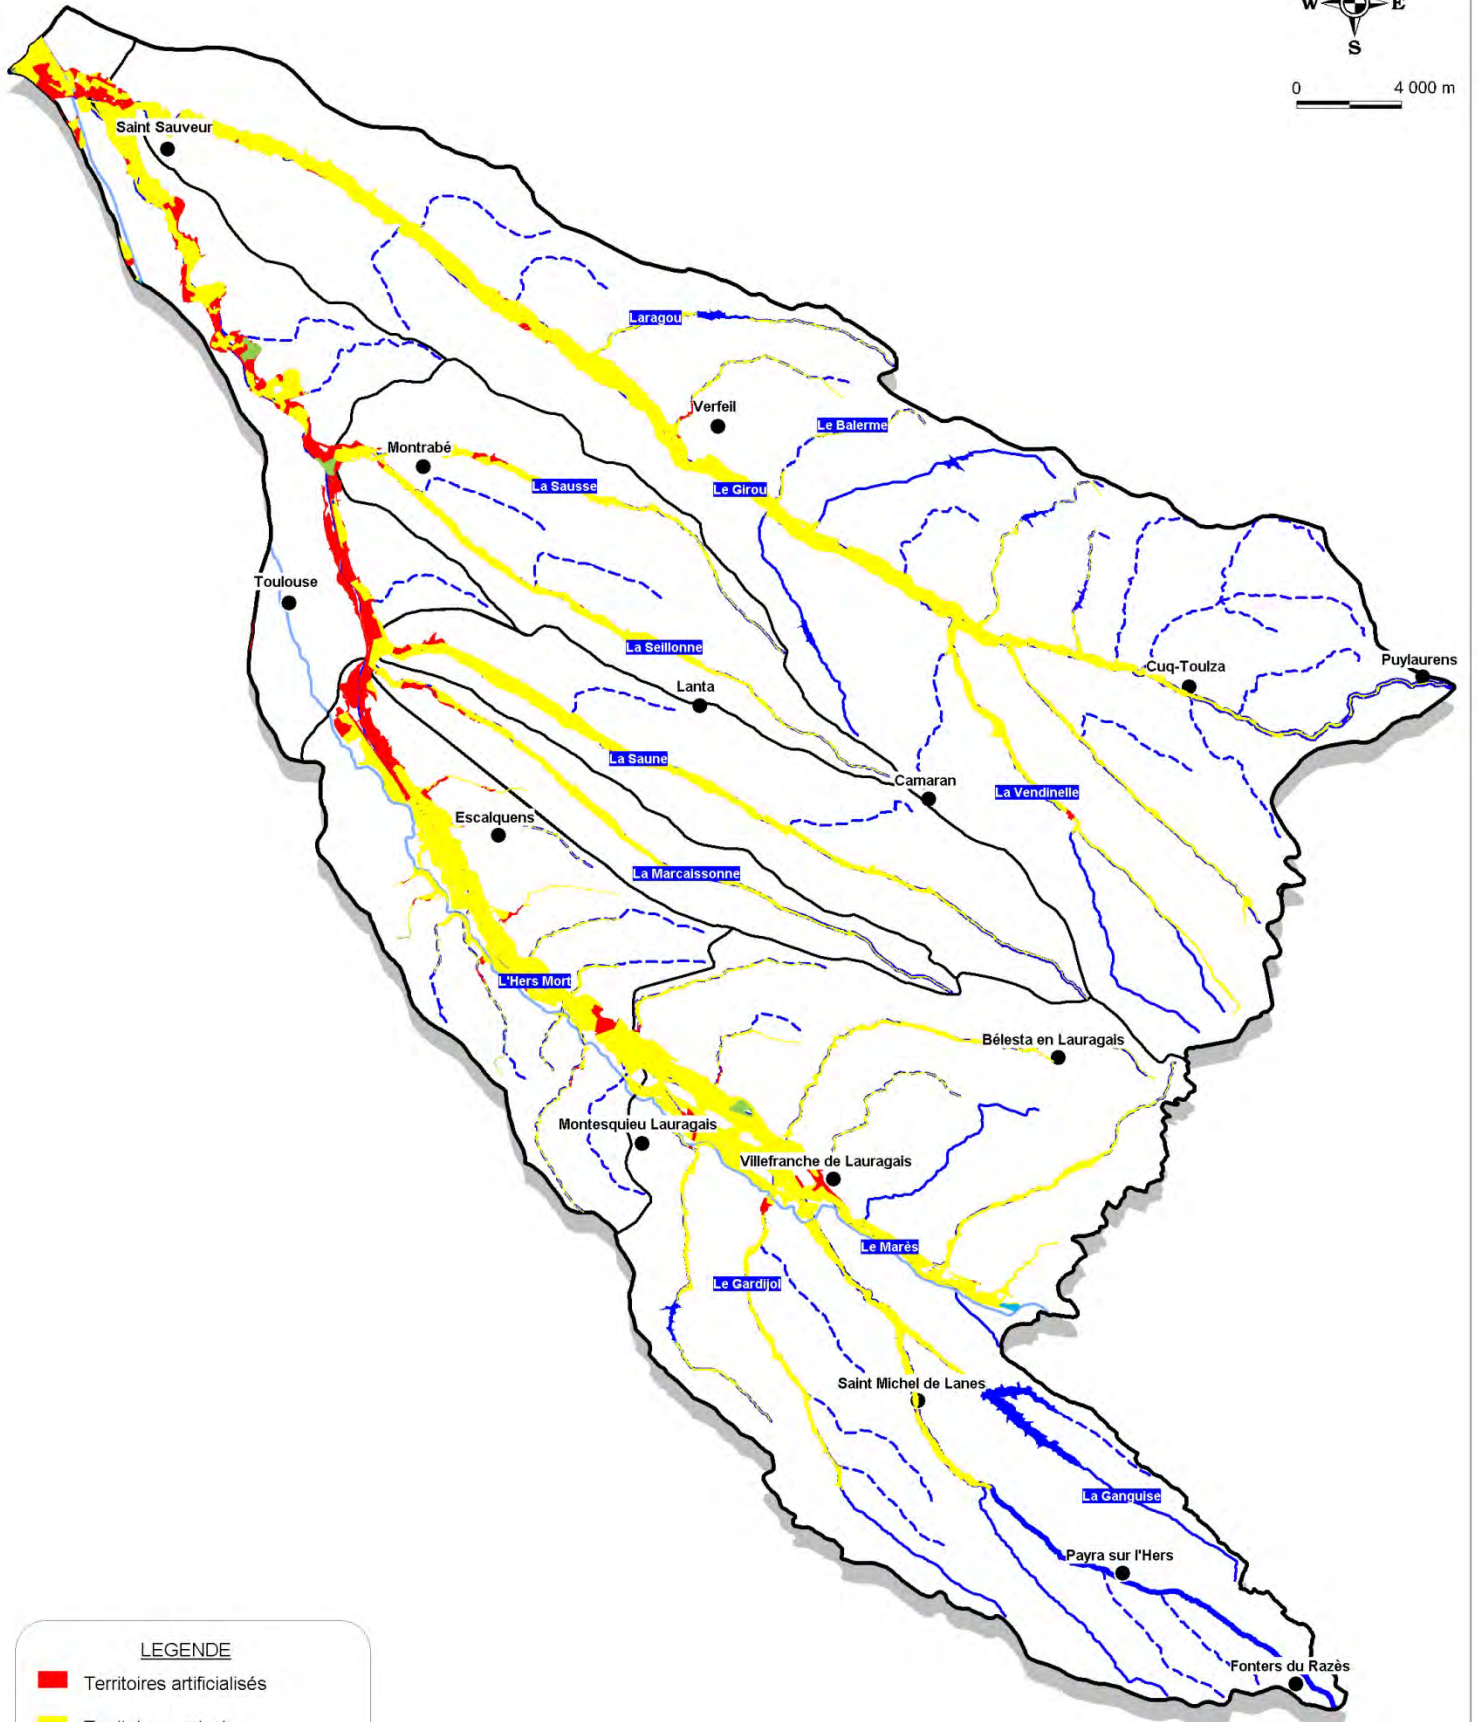 W E
S
0 4 000 m
Saint Sauveur
Laragou
Verfeil
Le Balerme
Montrabé
La Sausse
Le Girou
Toulouse
La Seillonne
Puylaurens
Cuq-Toulza
Lanta
La Saune
Camaran
La Vendinelle
Escalquens
La Marcaissonne
L'Hers Mort
Bélesta en Lauragais
Montesquieu Lauragais
Villefranche de Lauragais
Le Marès
Le Gardijol
Saint Michel de Lanes
La Ganguise
Payra sur l'Hers
Fonters du Razès
LEGENDE
Territoires artificialisés